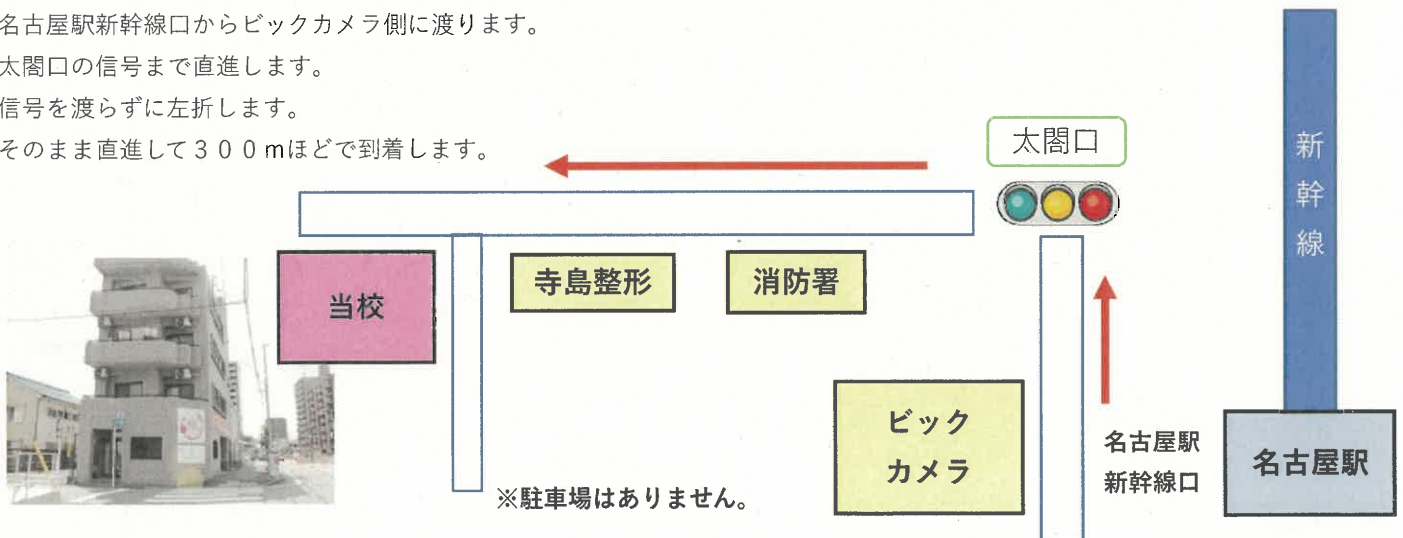 名古屋駅新幹線口からビックカメラ側に渡ります。
太閤口の信号まで直進します。
信号を渡らずに左折します。
そのまま直進して３００ｍほどで到着します。
太閤口
新幹線
当校
寺島整形
消防署
ビック
カメラ
名古屋駅
新幹線口
名古屋駅
※駐車場はありません。